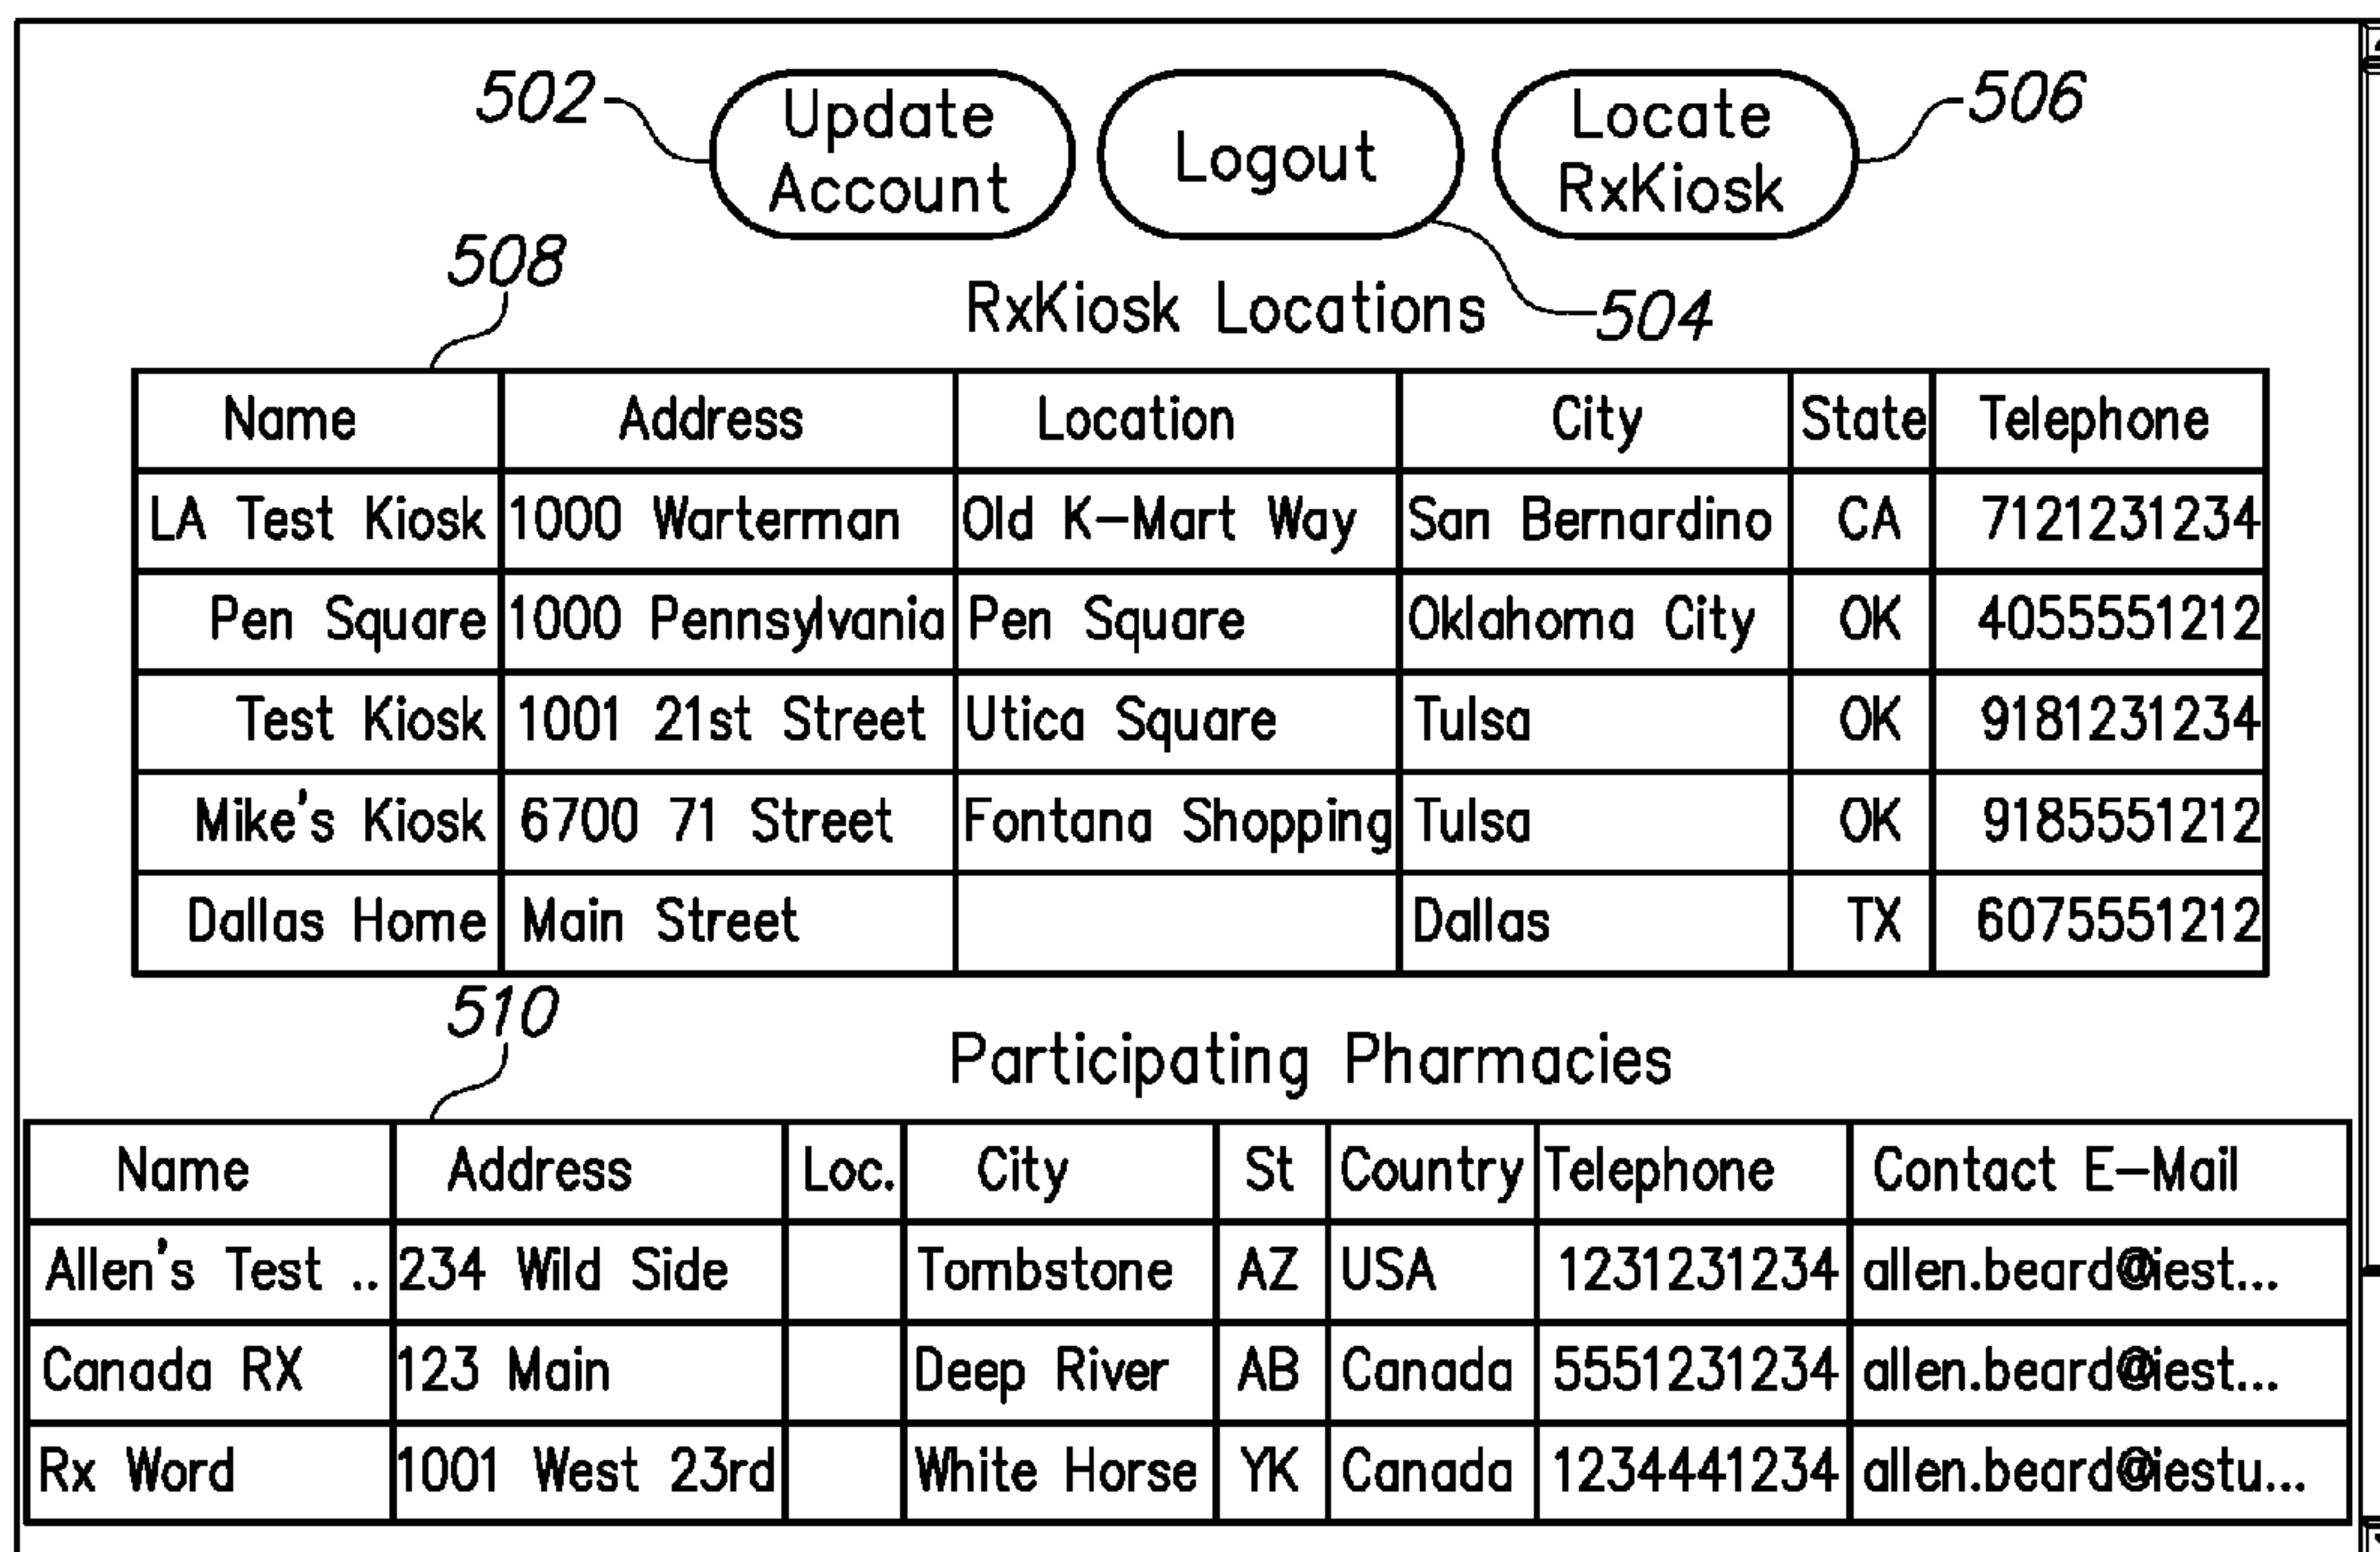 502 Update Account Logout Locate RxKiosk 506
508
RxKiosk Locations 504
Name Address Location City State Telephone
LA Test Kiosk 1000 Warterman Old K-Mart Way San Bernardino CA 7121231234
Pen Square 1000 Pennsylvania Pen Square Oklahoma City OK 4055551212
Test Kiosk 1001 21st Street Utica Square Tulsa OK 9181231234
Mike's Kiosk 6700 71 Street Fontana Shopping Tulsa OK 9185551212
Dallas Home Main Street Dallas TX 6075551212
510
Participating Pharmacies
Name Address Loc. City St Country Telephone Contact E-Mail
Allen's Test .. 234 Wild Side Tombstone AZ USA 1231231234 allen.beard@iest...
Canada RX 123 Main Deep River AB Canada 5551231234 allen.beard@iest...
Rx Word 1001 West 23rd White Horse YK Canada 1234441234 allen.beard@iestu...